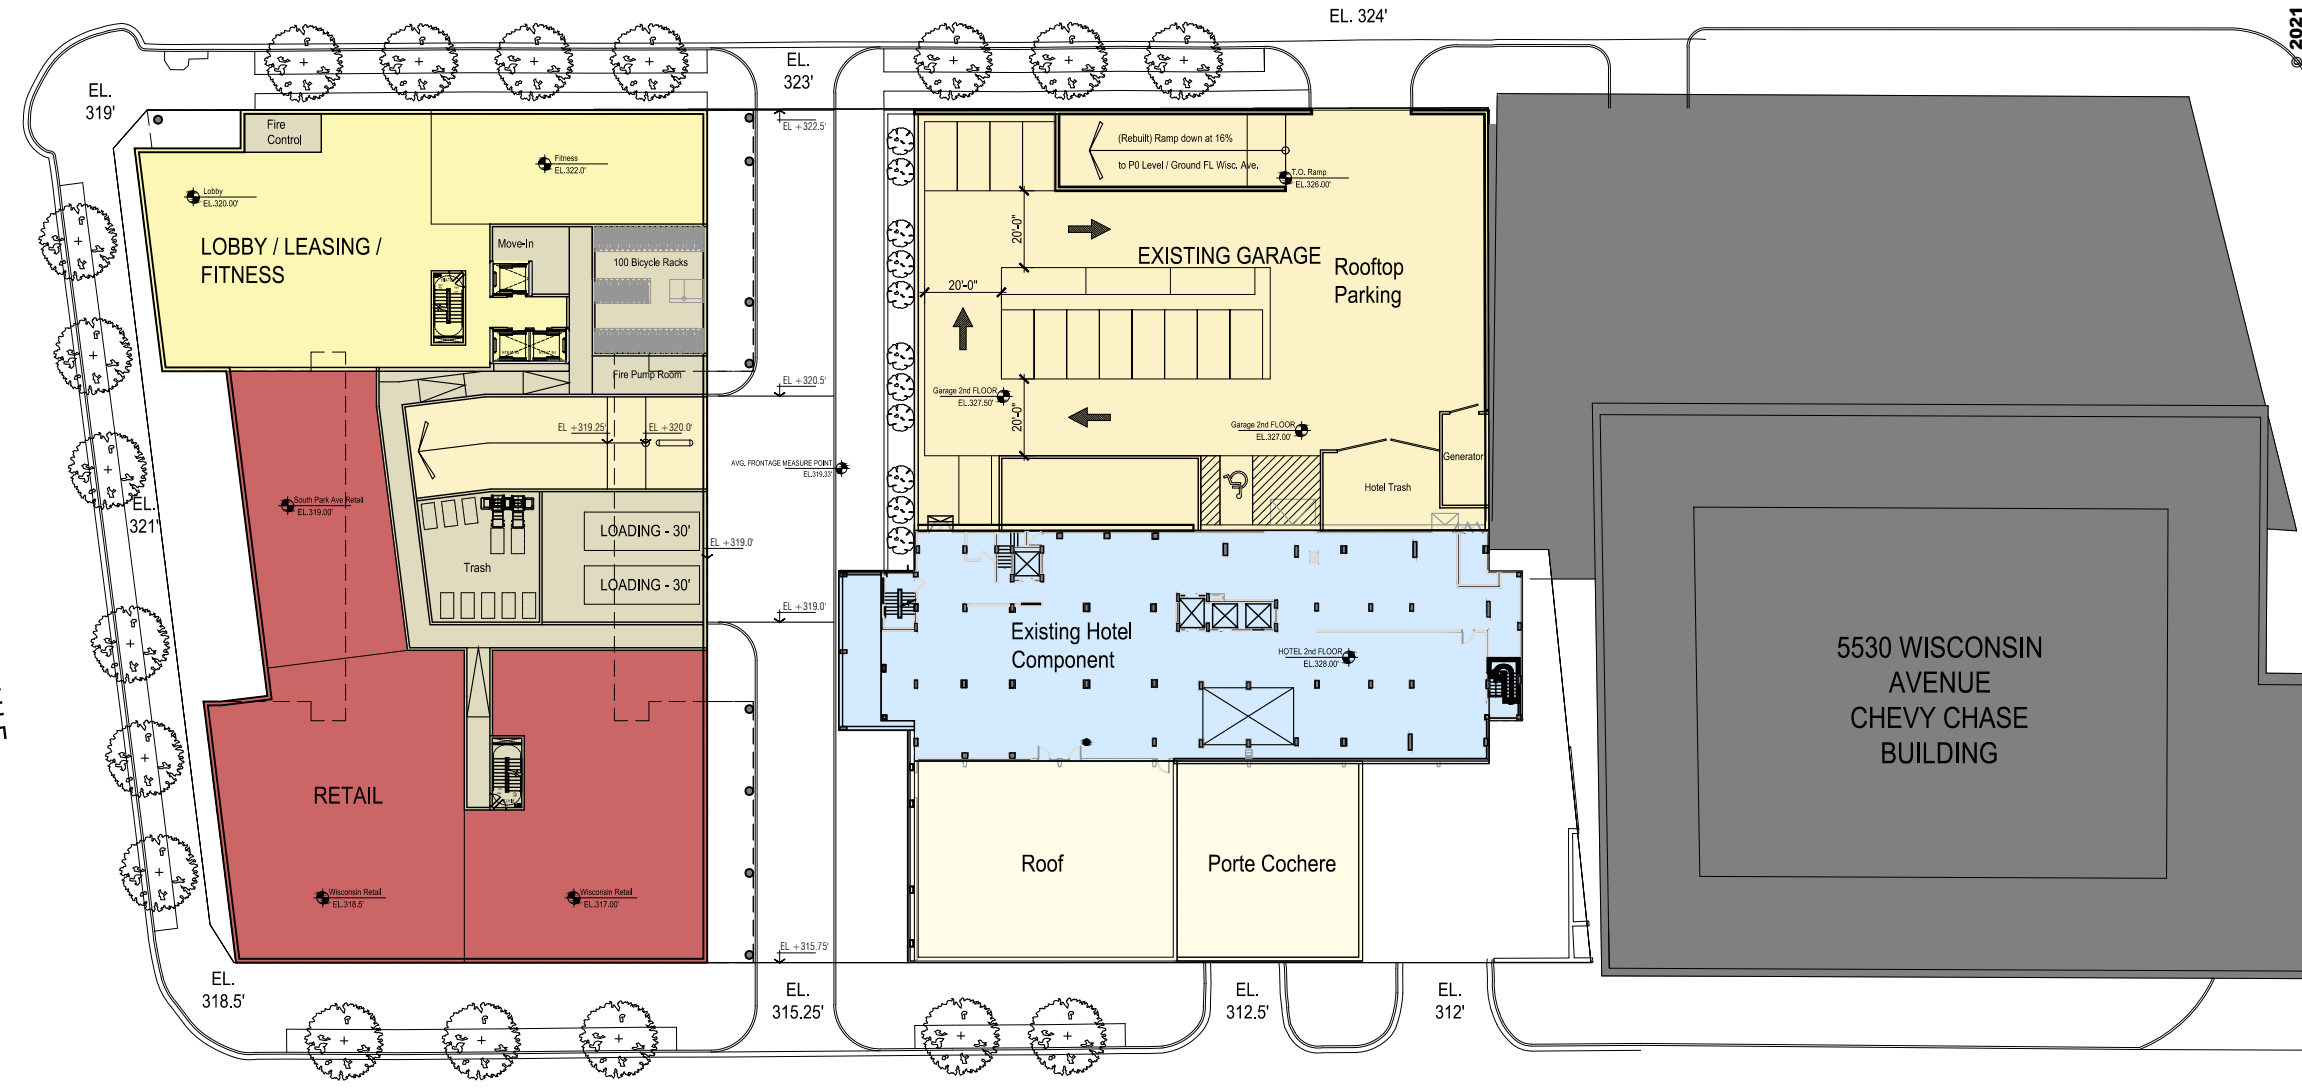 EL. 324'
2021
EL.
323'
EL.
319'
EL +322.5'
Fire
Control
Fitness
EL.322.0'
Lobby
EL.320.00'
LOBBY / LEASING /
FITNESS
Move-In
100 Bicycle Racks
Fire Pump Room
(Rebuilt) Ramp down at 16%
to P0 Level / Ground FL Wisc. Ave.
T.O. Ramp
EL.326.00'
20'-0"
EXISTING GARAGE
Rooftop
Parking
20'-0"
EL +320.5'
Garage 2nd FLOOR
EL.327.50'
20'-0"
Garage 2nd FLOOR
EL.327.00'
Generator
Hotel Trash
EL +319.25'
EL +320.0'
AVG. FRONTAGE MEASURE POINT
EL.319.33'
South Park Ave Retail
EL.319.00'
EL.
321'
LOADING - 30'
EL +319.0'
Trash
LOADING - 30'
EL +319.0'
Existing Hotel
Component
HOTEL 2nd FLOOR
EL.328.00'
5530 WISCONSIN
AVENUE
CHEVY CHASE
BUILDING
RETAIL
Wisconsin Retail
EL.318.5'
Wisconsin Retail
EL.317.00'
Roof
Porte Cochere
EL +315.75'
EL.
318.5'
EL.
315.25'
EL.
312.5'
EL.
312'